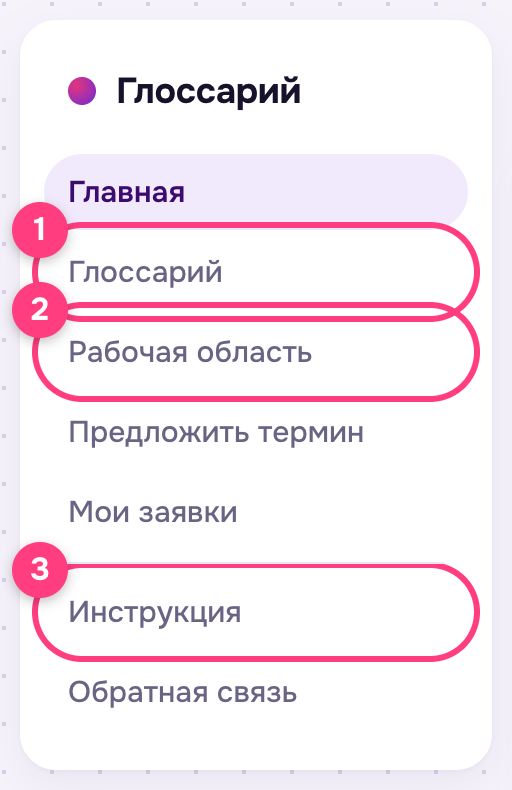 Глоссарий
Главная
1
Глоссарий
2
Рабочая область
Предложить термин
Мои заявки
3
Инструкция
Обратная связь